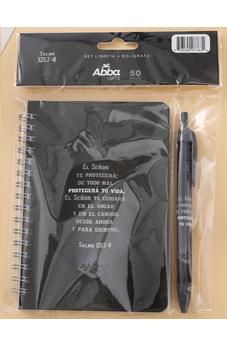 SALMO
121:7-8
SET LIBRETA + BOLÍGRAFO
Abba
GIFTS
50
EL SEÑOR
TE PROTEGERÁ;
DE TODO MAL
PROTEGERÁ TU VIDA.
EL SEÑOR TE CUIDARÁ
EN EL HOGAR
Y EN EL CAMINO,
DESDE AHORA
Y PARA SIEMPRE.
SALMO 121:7-8